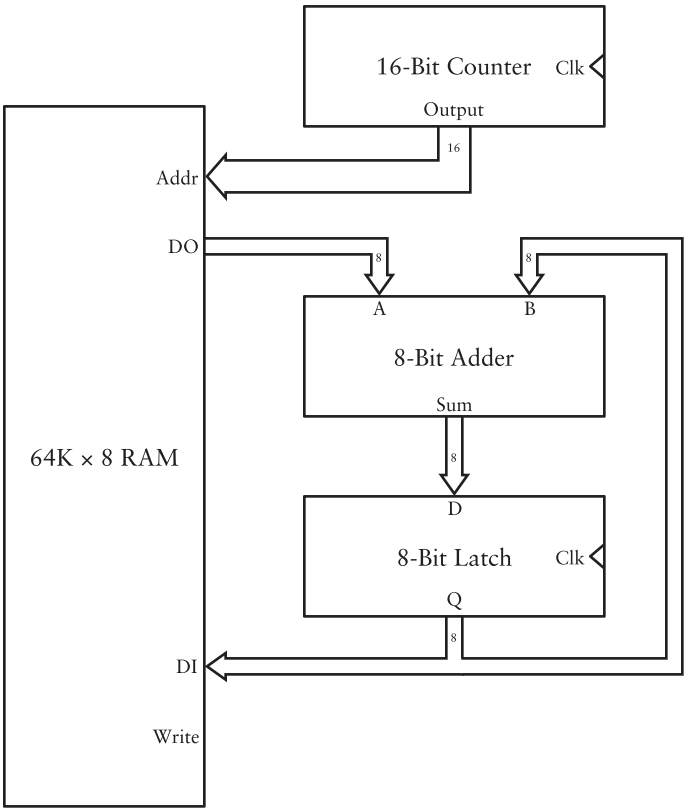 16-Bit Counter
Clk
Output
16
Addr
DO
8
8
A
B
8-Bit Adder
Sum
64K × 8 RAM
8
D
8-Bit Latch
Clk
Q
8
DI
Write